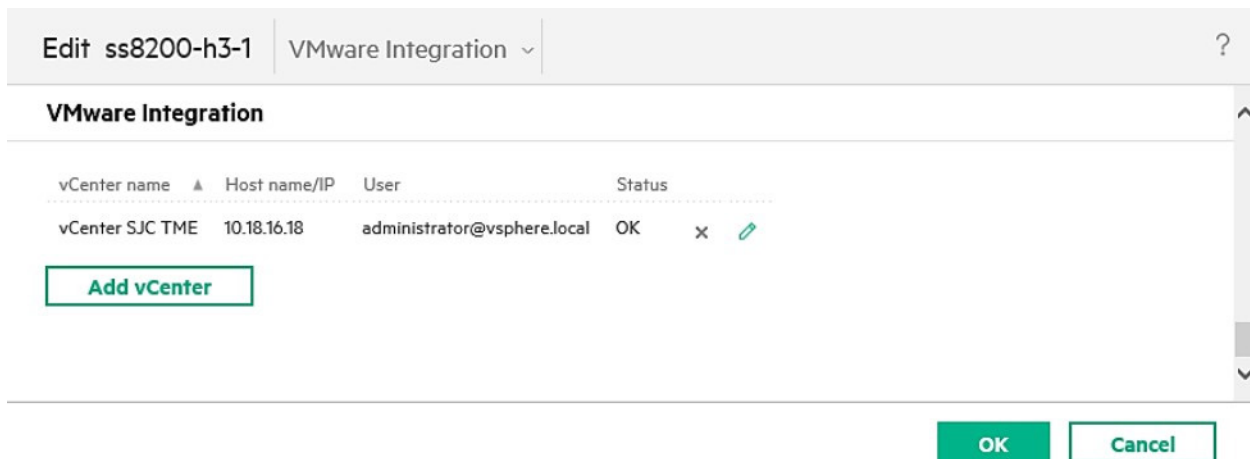 Edit ss8200-h3-1 VMware Integration ?
VMware Integration
vCenter name Host name/IP User Status
vCenter SJC TME 10.18.16.18 administrator@vsphere.local OK
Add vCenter
OK Cancel